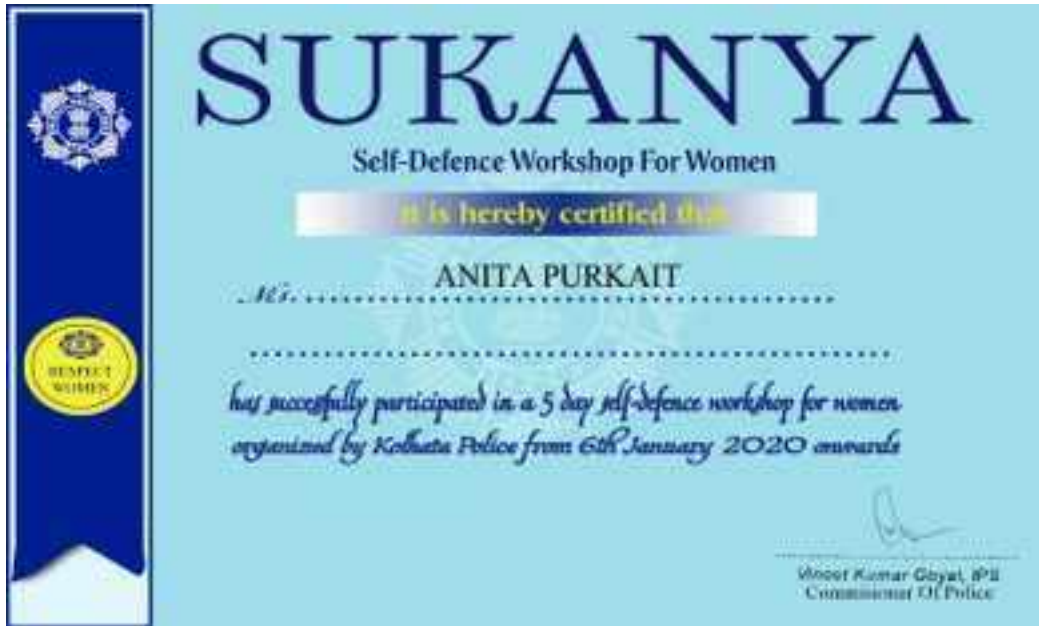 SUKANYA
Self-Defence Workshop For Women
It is hereby certified that
Ms. ANITA PURKAIT
RESPECT
WOMEN
has succesfully participated in a 5 day self-defence workshop for women
organized by Kolkata Police from 6th January 2020 onwards
Vineet Kumar Goyal, IPS
Commissioner Of Police